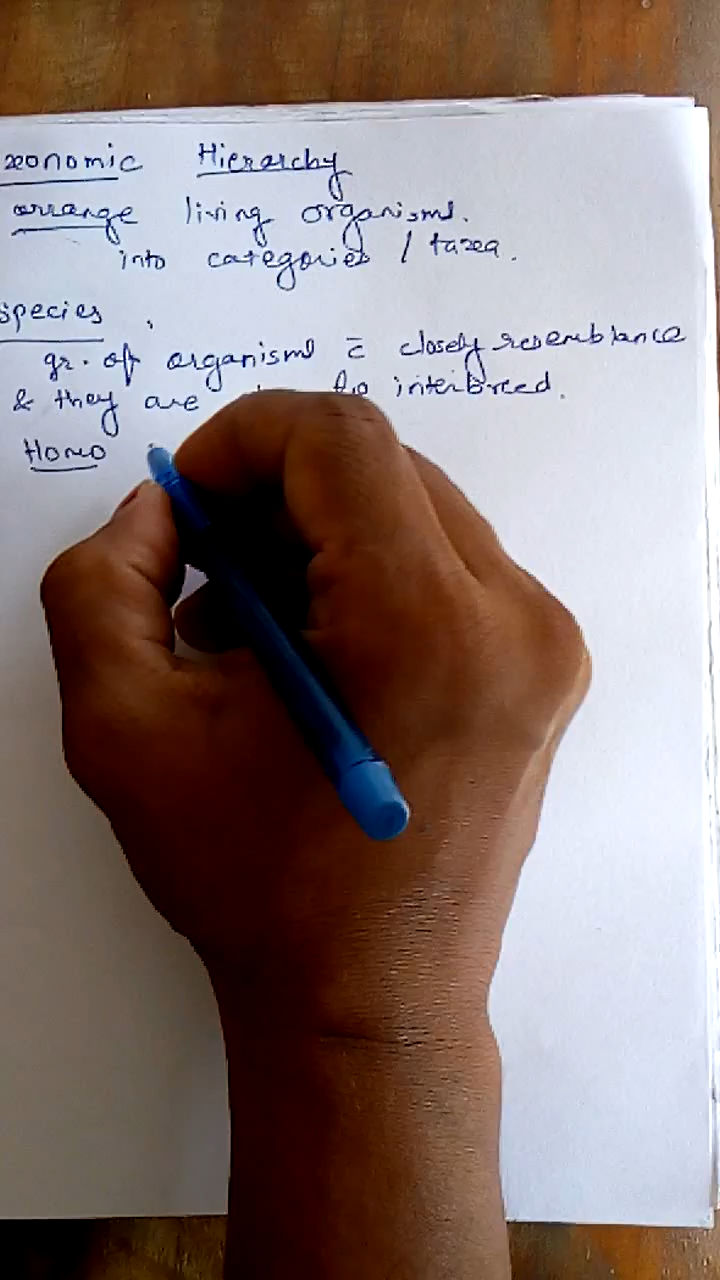 xonomic Hierarchy
arrange living organisms.
into categories / taxa.
Species
gr. of organisms c̄ closely resemblance
& they are to interbreed.
Homo